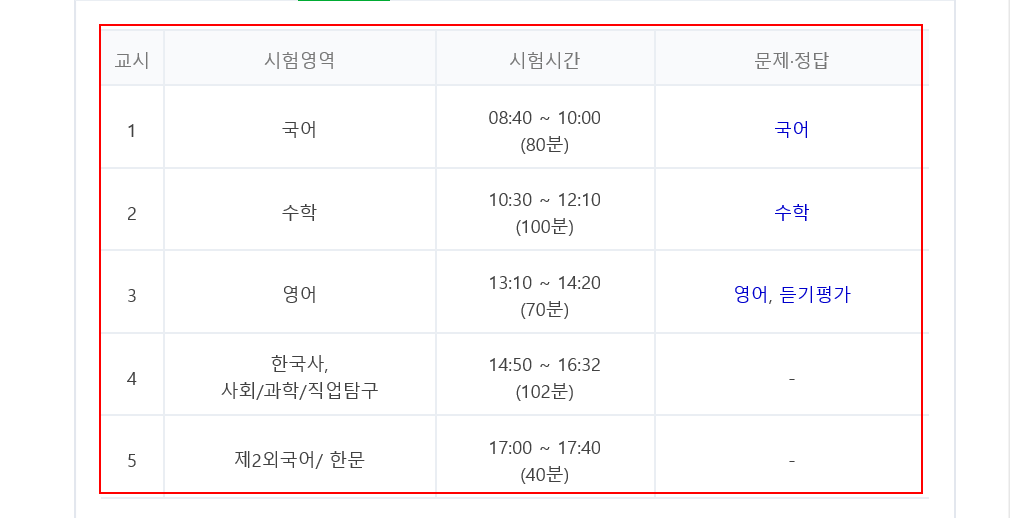 교시 시험영역 시험시간 문제·정답
1 국어 08:40 ~ 10:00 (80분) 국어
2 수학 10:30 ~ 12:10 (100분) 수학
3 영어 13:10 ~ 14:20 (70분) 영어, 듣기평가
4 한국사, 사회/과학/직업탐구 14:50 ~ 16:32 (102분) -
5 제2외국어/ 한문 17:00 ~ 17:40 (40분) -